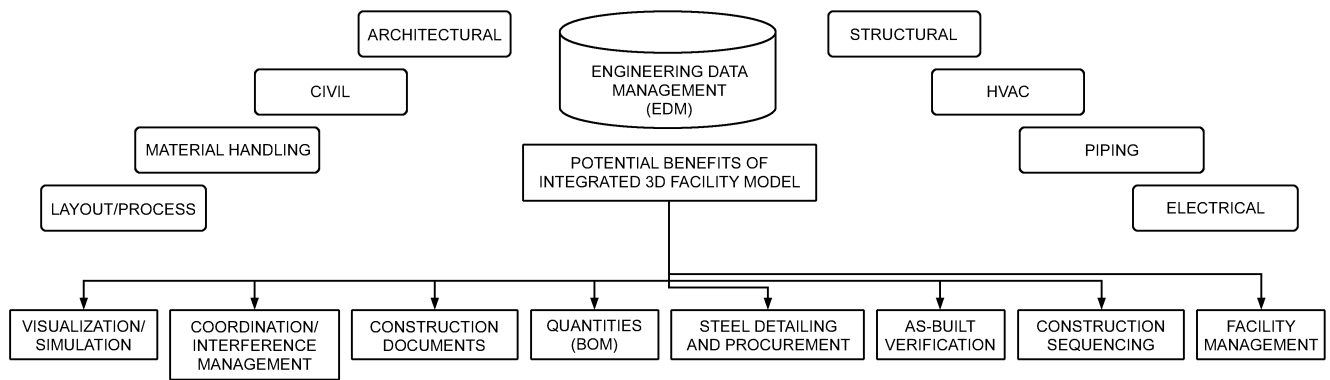 ARCHITECTURAL
STRUCTURAL
ENGINEERING DATA
MANAGEMENT
(EDM)
CIVIL
HVAC
MATERIAL HANDLING
PIPING
POTENTIAL BENEFITS OF
INTEGRATED 3D FACILITY MODEL
LAYOUT/PROCESS
ELECTRICAL
VISUALIZATION/
SIMULATION
COORDINATION/
INTERFERENCE
MANAGEMENT
CONSTRUCTION
DOCUMENTS
QUANTITIES
(BOM)
STEEL DETAILING
AND PROCUREMENT
AS-BUILT
VERIFICATION
CONSTRUCTION
SEQUENCING
FACILITY
MANAGEMENT